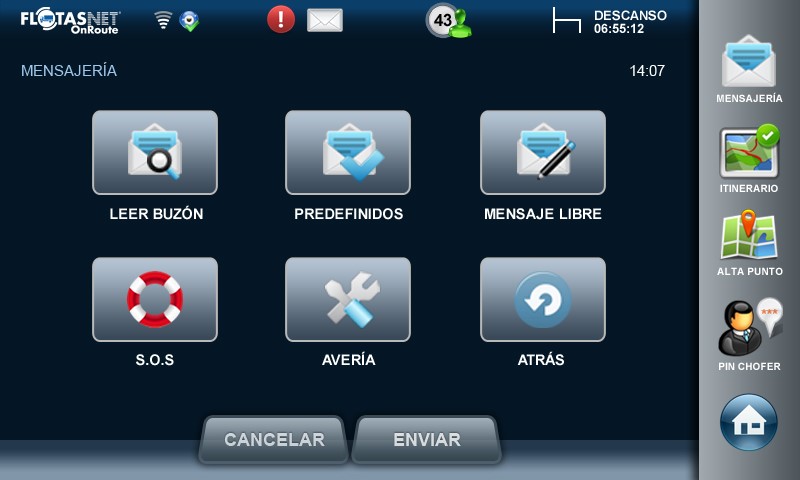 FLOTASNET
OnRoute
43
DESCANSO
06:55:12
MENSAJERÍA
14:07
LEER BUZÓN
PREDEFINIDOS
MENSAJE LIBRE
S.O.S
AVERÍA
ATRÁS
CANCELAR
ENVIAR
MENSAJERÍA
ITINERARIO
ALTA PUNTO
***
PIN CHOFER